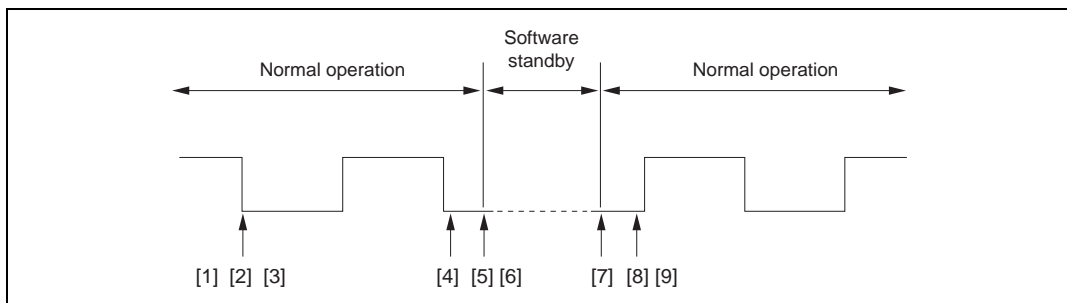 Software
standby
Normal operation
Normal operation
[1] [2] [3]
[4] [5] [6]
[7] [8] [9]